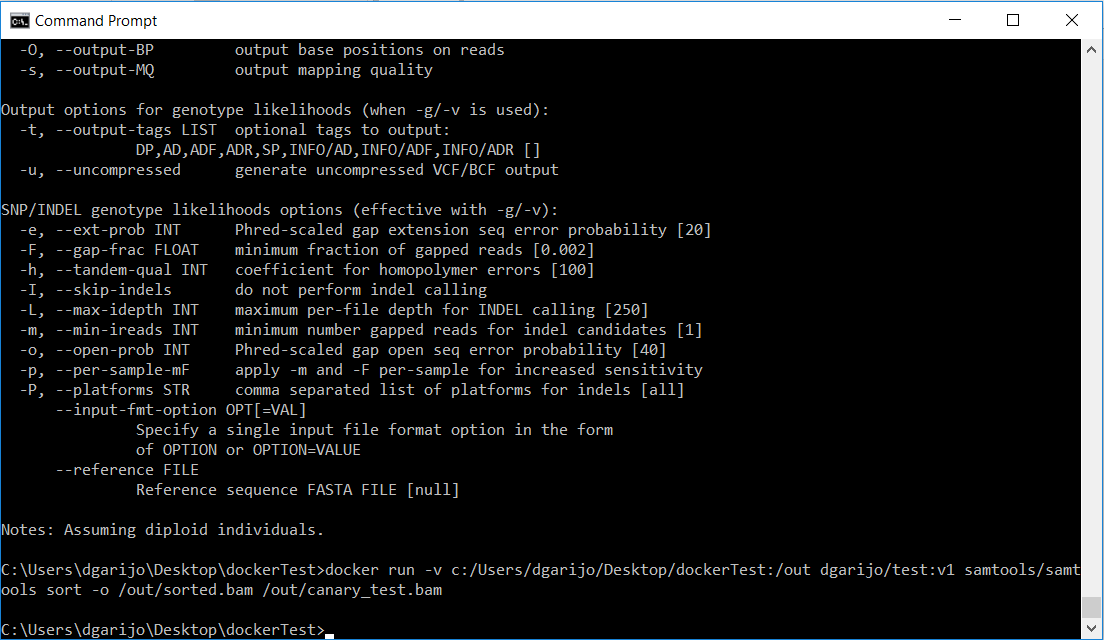 Command Prompt
-O, --output-BP output base positions on reads
-s, --output-MQ output mapping quality
Output options for genotype likelihoods (when -g/-v is used):
-t, --output-tags LIST optional tags to output:
DP,AD,ADF,ADR,SP,INFO/AD,INFO/ADF,INFO/ADR []
-u, --uncompressed generate uncompressed VCF/BCF output
SNP/INDEL genotype likelihoods options (effective with -g/-v):
-e, --ext-prob INT Phred-scaled gap extension seq error probability [20]
-F, --gap-frac FLOAT minimum fraction of gapped reads [0.002]
-h, --tandem-qual INT coefficient for homopolymer errors [100]
-I, --skip-indels do not perform indel calling
-L, --max-idepth INT maximum per-file depth for INDEL calling [250]
-m, --min-ireads INT minimum number gapped reads for indel candidates [1]
-o, --open-prob INT Phred-scaled gap open seq error probability [40]
-p, --per-sample-mF apply -m and -F per-sample for increased sensitivity
-P, --platforms STR comma separated list of platforms for indels [all]
--input-fmt-option OPT[=VAL]
Specify a single input file format option in the form
of OPTION or OPTION=VALUE
--reference FILE
Reference sequence FASTA FILE [null]
Notes: Assuming diploid individuals.
C:\Users\dgarijo\Desktop\dockerTest>docker run -v c:/Users/dgarijo/Desktop/dockerTest:/out dgarijo/test:v1 samtools/samt
ools sort -o /out/sorted.bam /out/canary_test.bam
C:\Users\dgarijo\Desktop\dockerTest>